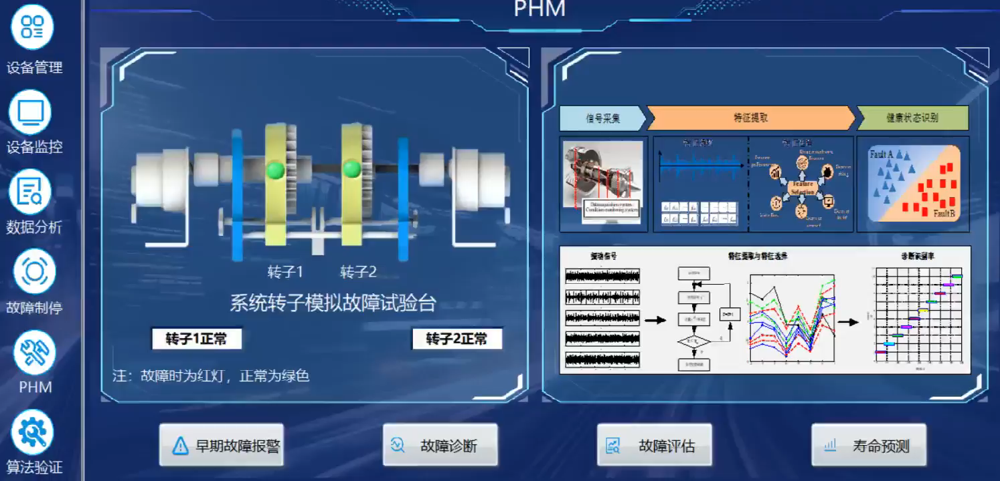 PHM
设备管理
设备监控
数据分析
故障制停
PHM
算法验证
转子1
转子2
系统转子模拟故障试验台
转子1正常
转子2正常
注：故障时为红灯，正常为绿色
信号采集
特征提取
健康状态识别
Feature
Selection
Fault A
Fault B
振动信号
特征提取与特征选择
诊断识别率
早期故障报警
故障诊断
故障评估
寿命预测